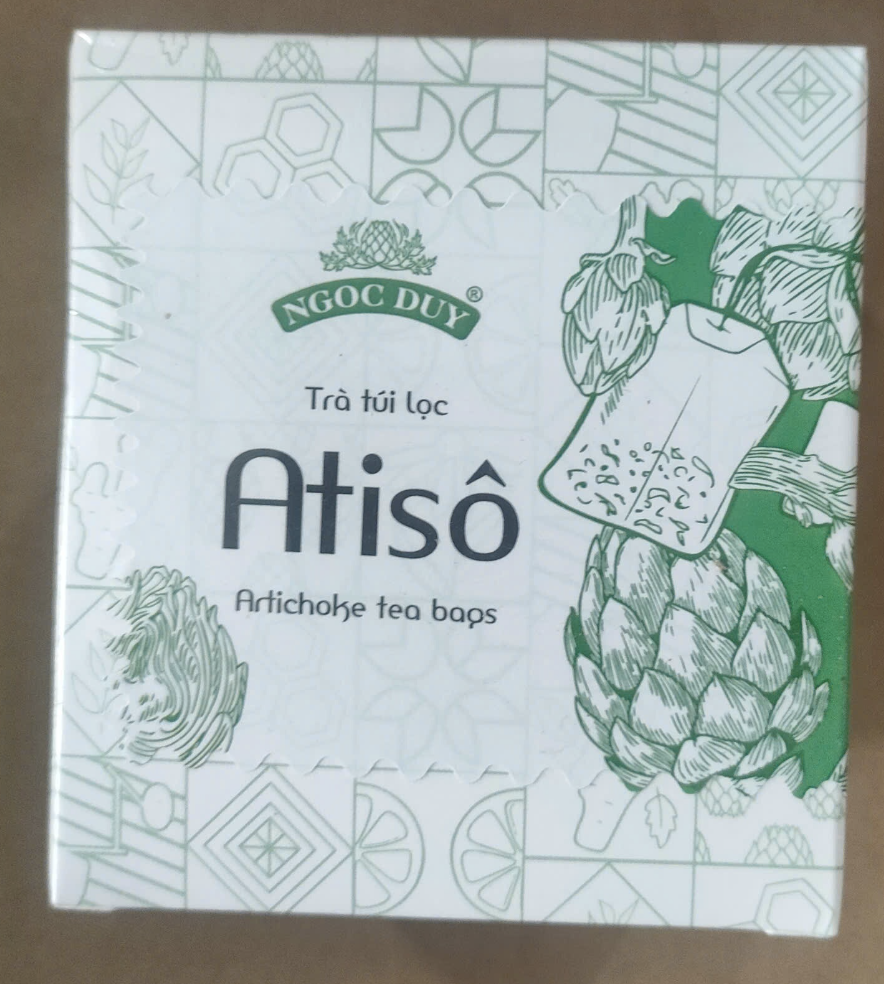 NGOC DUY®
Trà túi lọc
Atisô
Artichoke tea bags